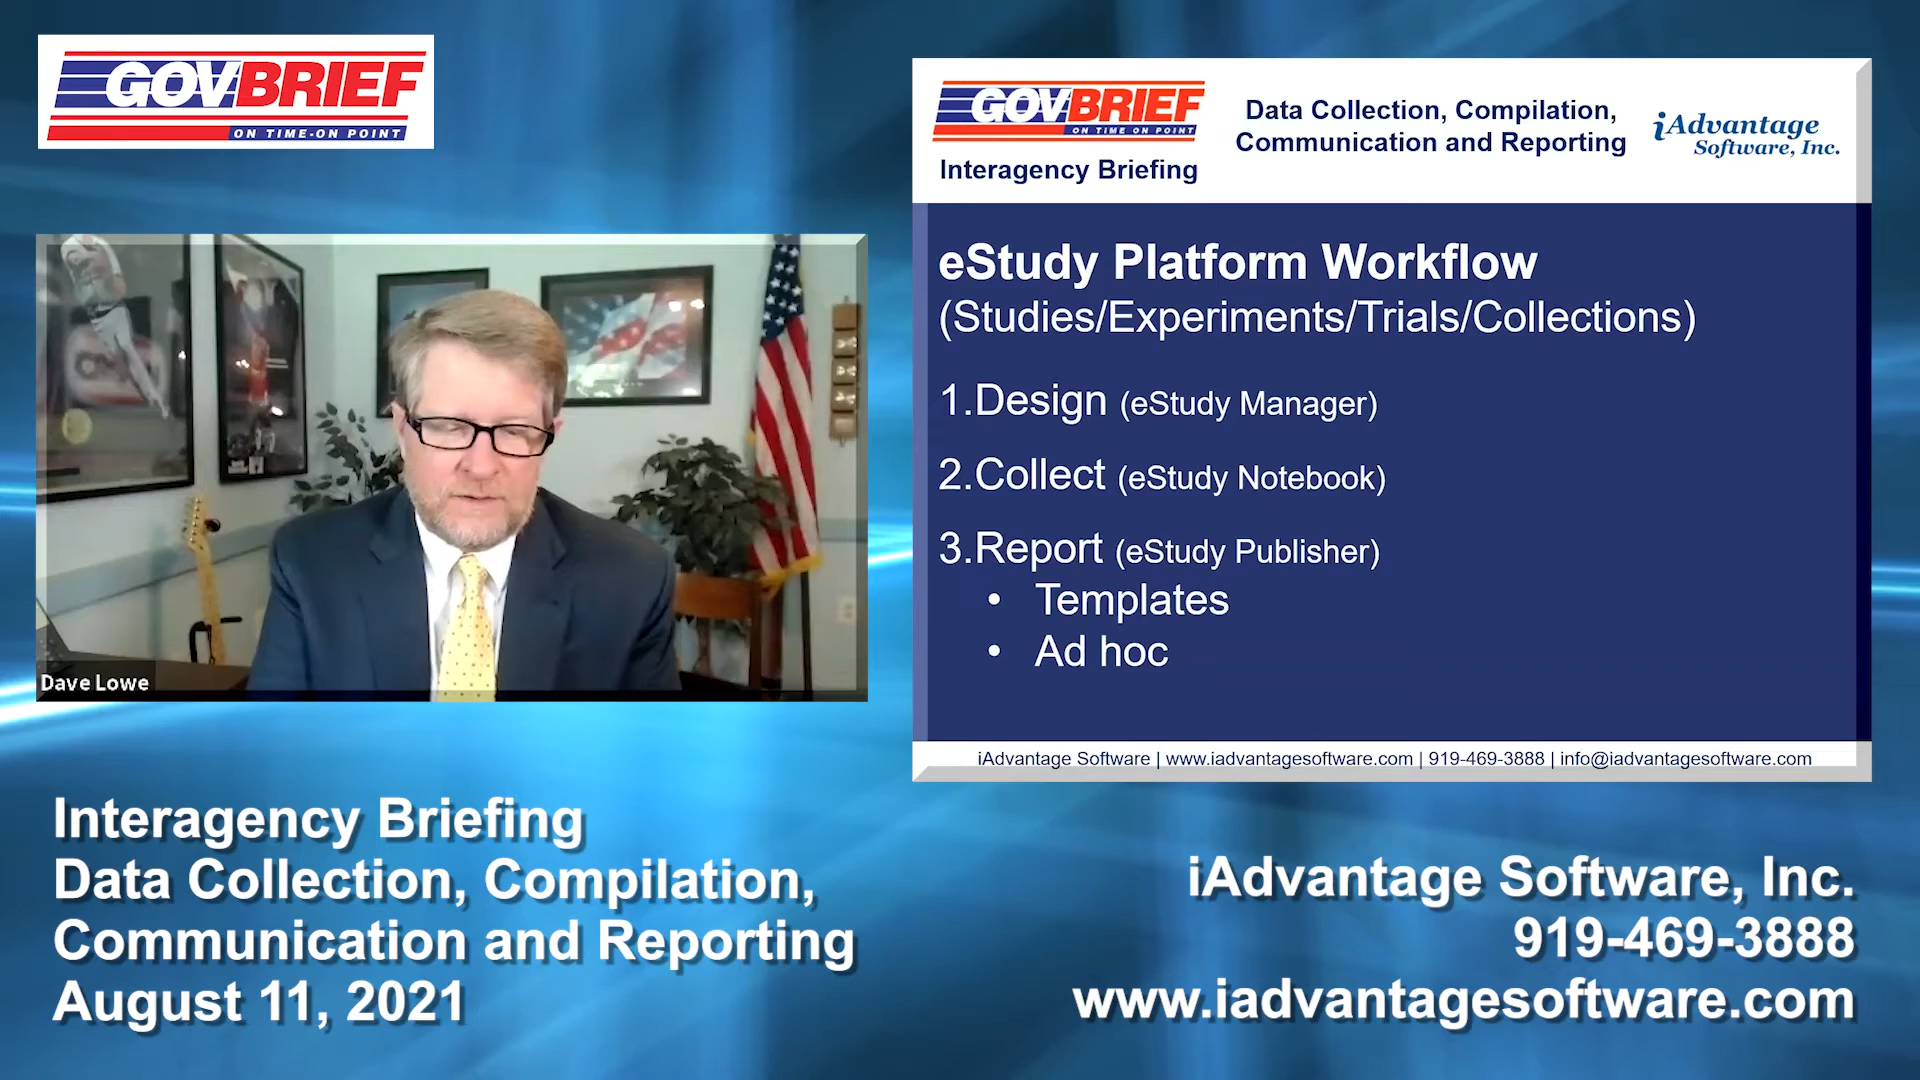 GOVBRIEF
ON TIME-ON POINT
Dave Lowe
Interagency Briefing
Data Collection, Compilation,
Communication and Reporting
August 11, 2021
GOVBRIEF
ON TIME ON POINT
Interagency Briefing
Data Collection, Compilation,
Communication and Reporting
iAdvantage
Software, Inc.
eStudy Platform Workflow
(Studies/Experiments/Trials/Collections)
1.Design (eStudy Manager)
2.Collect (eStudy Notebook)
3.Report (eStudy Publisher)
• Templates
• Ad hoc
iAdvantage Software | www.iadvantagesoftware.com | 919-469-3888 | info@iadvantagesoftware.com
iAdvantage Software, Inc.
919-469-3888
www.iadvantagesoftware.com